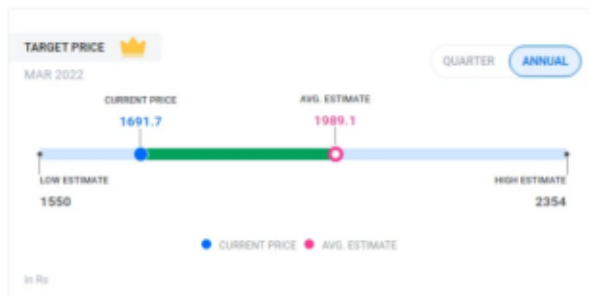 TARGET PRICE
QUARTER ANNUAL
MAR 2022
CURRENT PRICE AVG. ESTIMATE
1691.7 1989.1
LOW ESTIMATE HIGH ESTIMATE
1550 2354
CURRENT PRICE AVG. ESTIMATE
In Rs